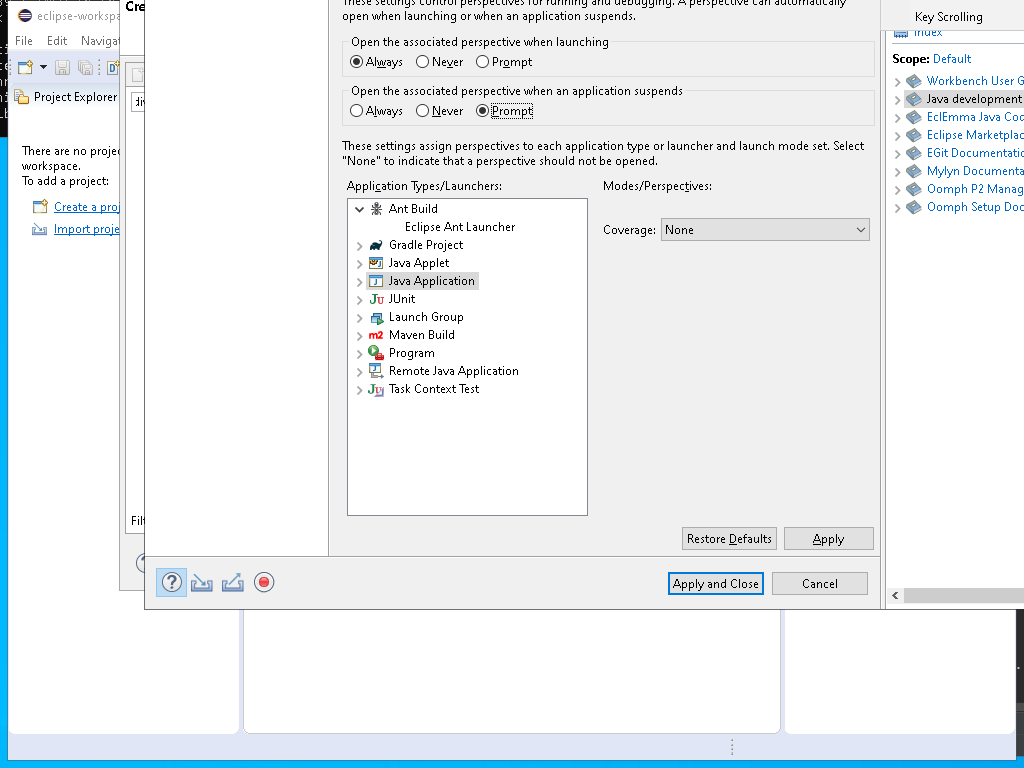 These settings control perspectives for running and debugging. A perspective can automatically
open when launching or when an application suspends.
eclipse-workspa
Cre
Key Scrolling
File Edit Navigat
Index
Open the associated perspective when launching
Always Never Prompt
Scope: Default
Project Explorer
Open the associated perspective when an application suspends
Always Never Prompt
Workbench User G
Java development
EclEmma Java Coc
Eclipse Marketplac
EGit Documentatic
Mylyn Documenta
Oomph P2 Manag
Oomph Setup Doc
There are no projec
workspace.
To add a project:
Create a proj
Import proje
These settings assign perspectives to each application type or launcher and launch mode set. Select
"None" to indicate that a perspective should not be opened.
Application Types/Launchers:
Modes/Perspectives:
Ant Build
Eclipse Ant Launcher
Gradle Project
Java Applet
Java Application
JUnit
Launch Group
Maven Build
Program
Remote Java Application
Task Context Test
Coverage: None
Filt
Restore Defaults Apply
Apply and Close Cancel